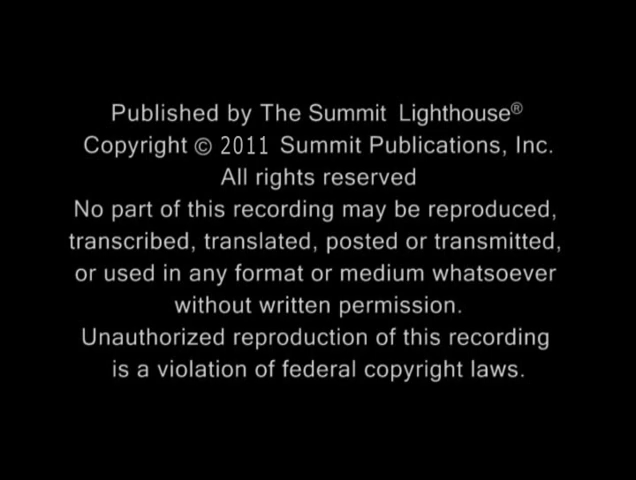 Published by The Summit Lighthouse®
Copyright © 2011 Summit Publications, Inc.
All rights reserved
No part of this recording may be reproduced,
transcribed, translated, posted or transmitted,
or used in any format or medium whatsoever
without written permission.
Unauthorized reproduction of this recording
is a violation of federal copyright laws.